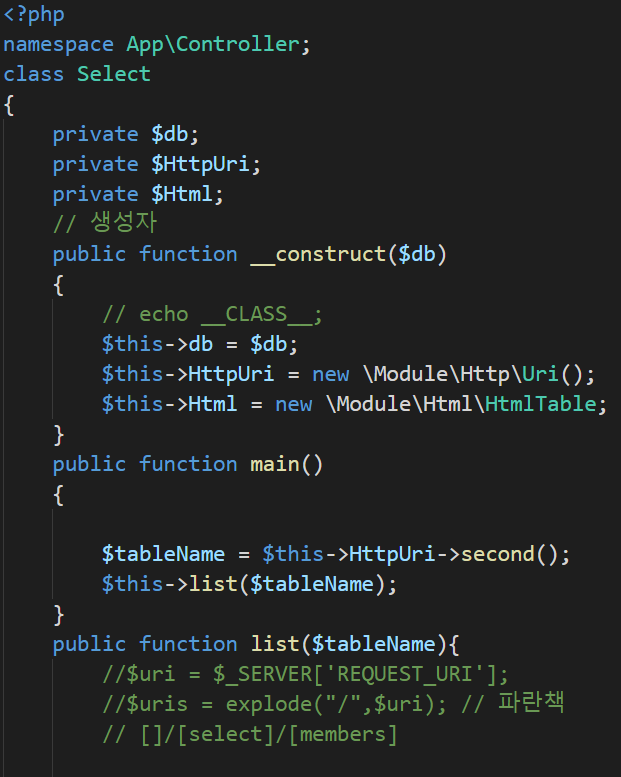 <?php
namespace App\Controller;
class Select
{
    private $db;
    private $HttpUri;
    private $Html;
    // 생성자
    public function __construct($db)
    {
        // echo __CLASS__;
        $this->db = $db;
        $this->HttpUri = new \Module\Http\Uri();
        $this->Html = new \Module\Html\HtmlTable;
    }
    public function main()
    {

        $tableName = $this->HttpUri->second();
        $this->list($tableName);
    }
    public function list($tableName){
        //$uri = $_SERVER['REQUEST_URI'];
        //$uris = explode("/",$uri); // 파란책
        // []/[select]/[members]